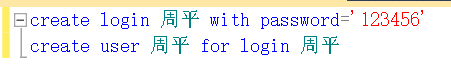 create login 周平 with password='123456'
create user 周平 for login 周平